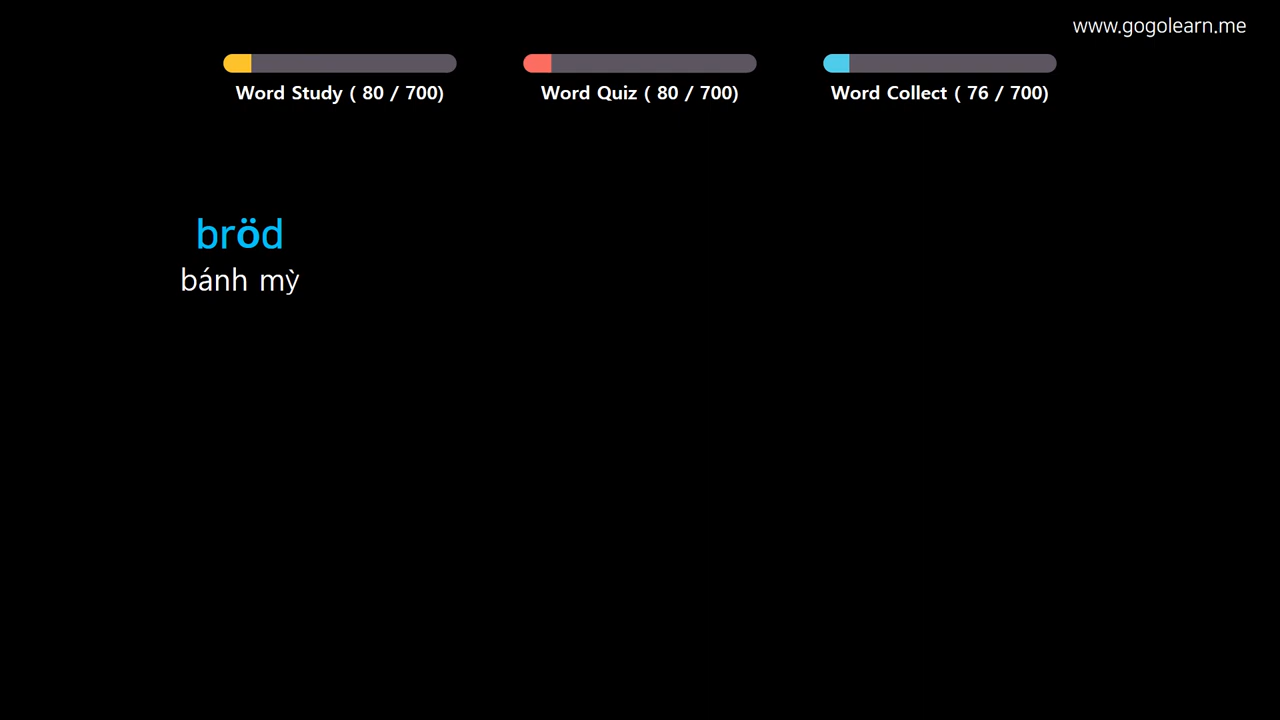 www.gogolearn.me
Word Study ( 80 / 700)
Word Quiz ( 80 / 700)
Word Collect ( 76 / 700)
bröd
bánh mỳ